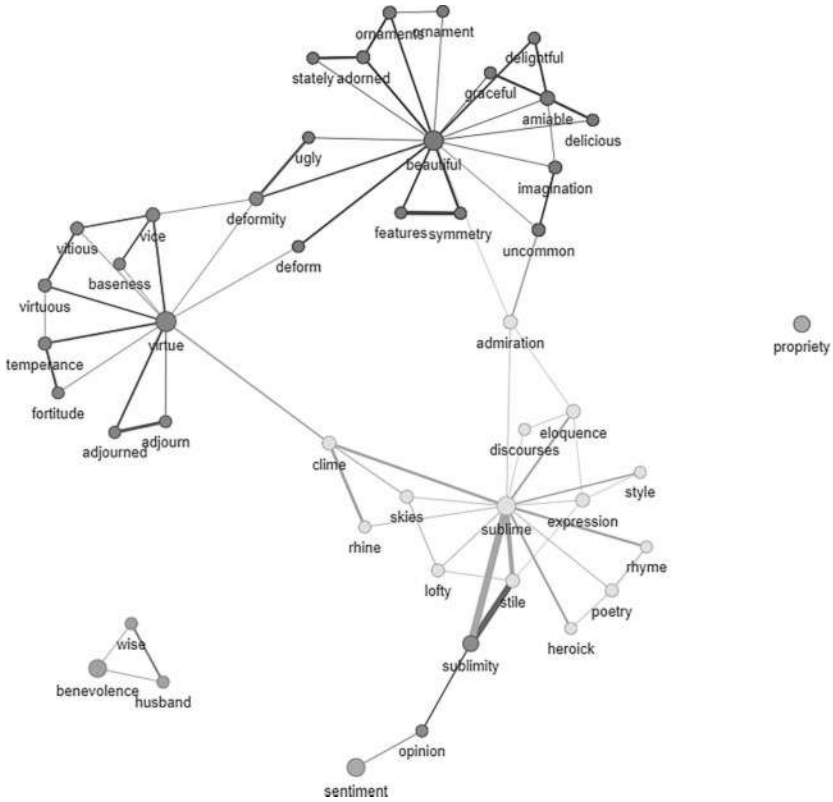 ornaments
ornament
delightful
stately
adorned
graceful
amiable
delicious
ugly
beautiful
imagination
deformity
features
symmetry
vice
vitious
uncommon
deform
baseness
virtuous
virtue
admiration
propriety
temperance
fortitude
adjourn
adjourned
eloquence
discourses
clime
style
skies
sublime
expression
rhine
rhyme
lofty
stile
poetry
wise
heroick
sublimity
benevolence
husband
opinion
sentiment